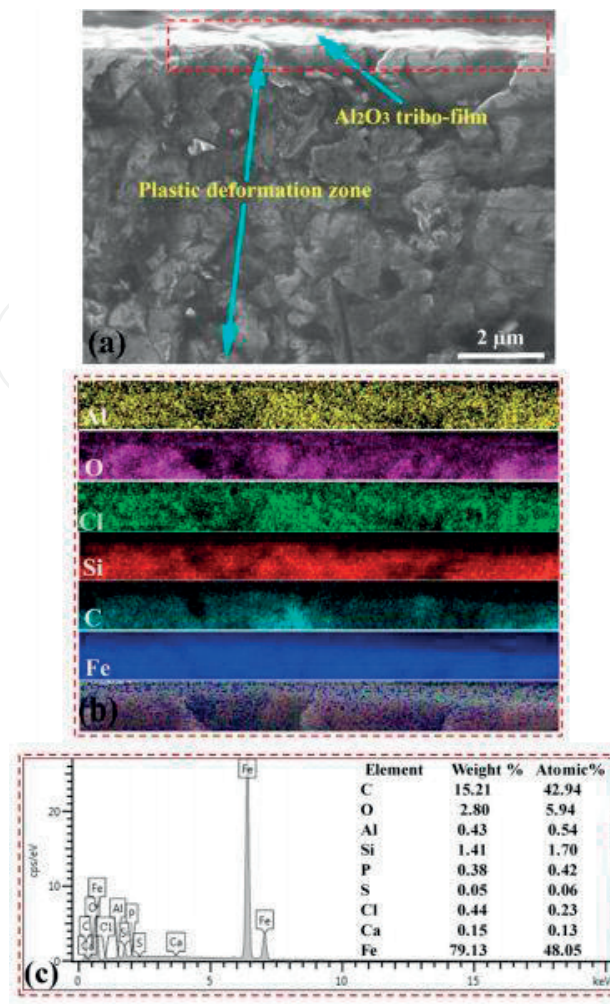 Al2O3 tribo-film
Plastic deformation zone
(a)
2 µm
Al
O
Cl
Si
C
Fe
(b)
Element Weight % Atomic%
C 15.21 42.94
O 2.80 5.94
Al 0.43 0.54
Si 1.41 1.70
P 0.38 0.42
S 0.05 0.06
Cl 0.44 0.23
Ca 0.15 0.13
Fe 79.13 48.05
cps/eV
20
10
0
Fe
Fe
O
Al
P
C
Cl
S
Ca
Fe
0 5 10 15 keV
(c)